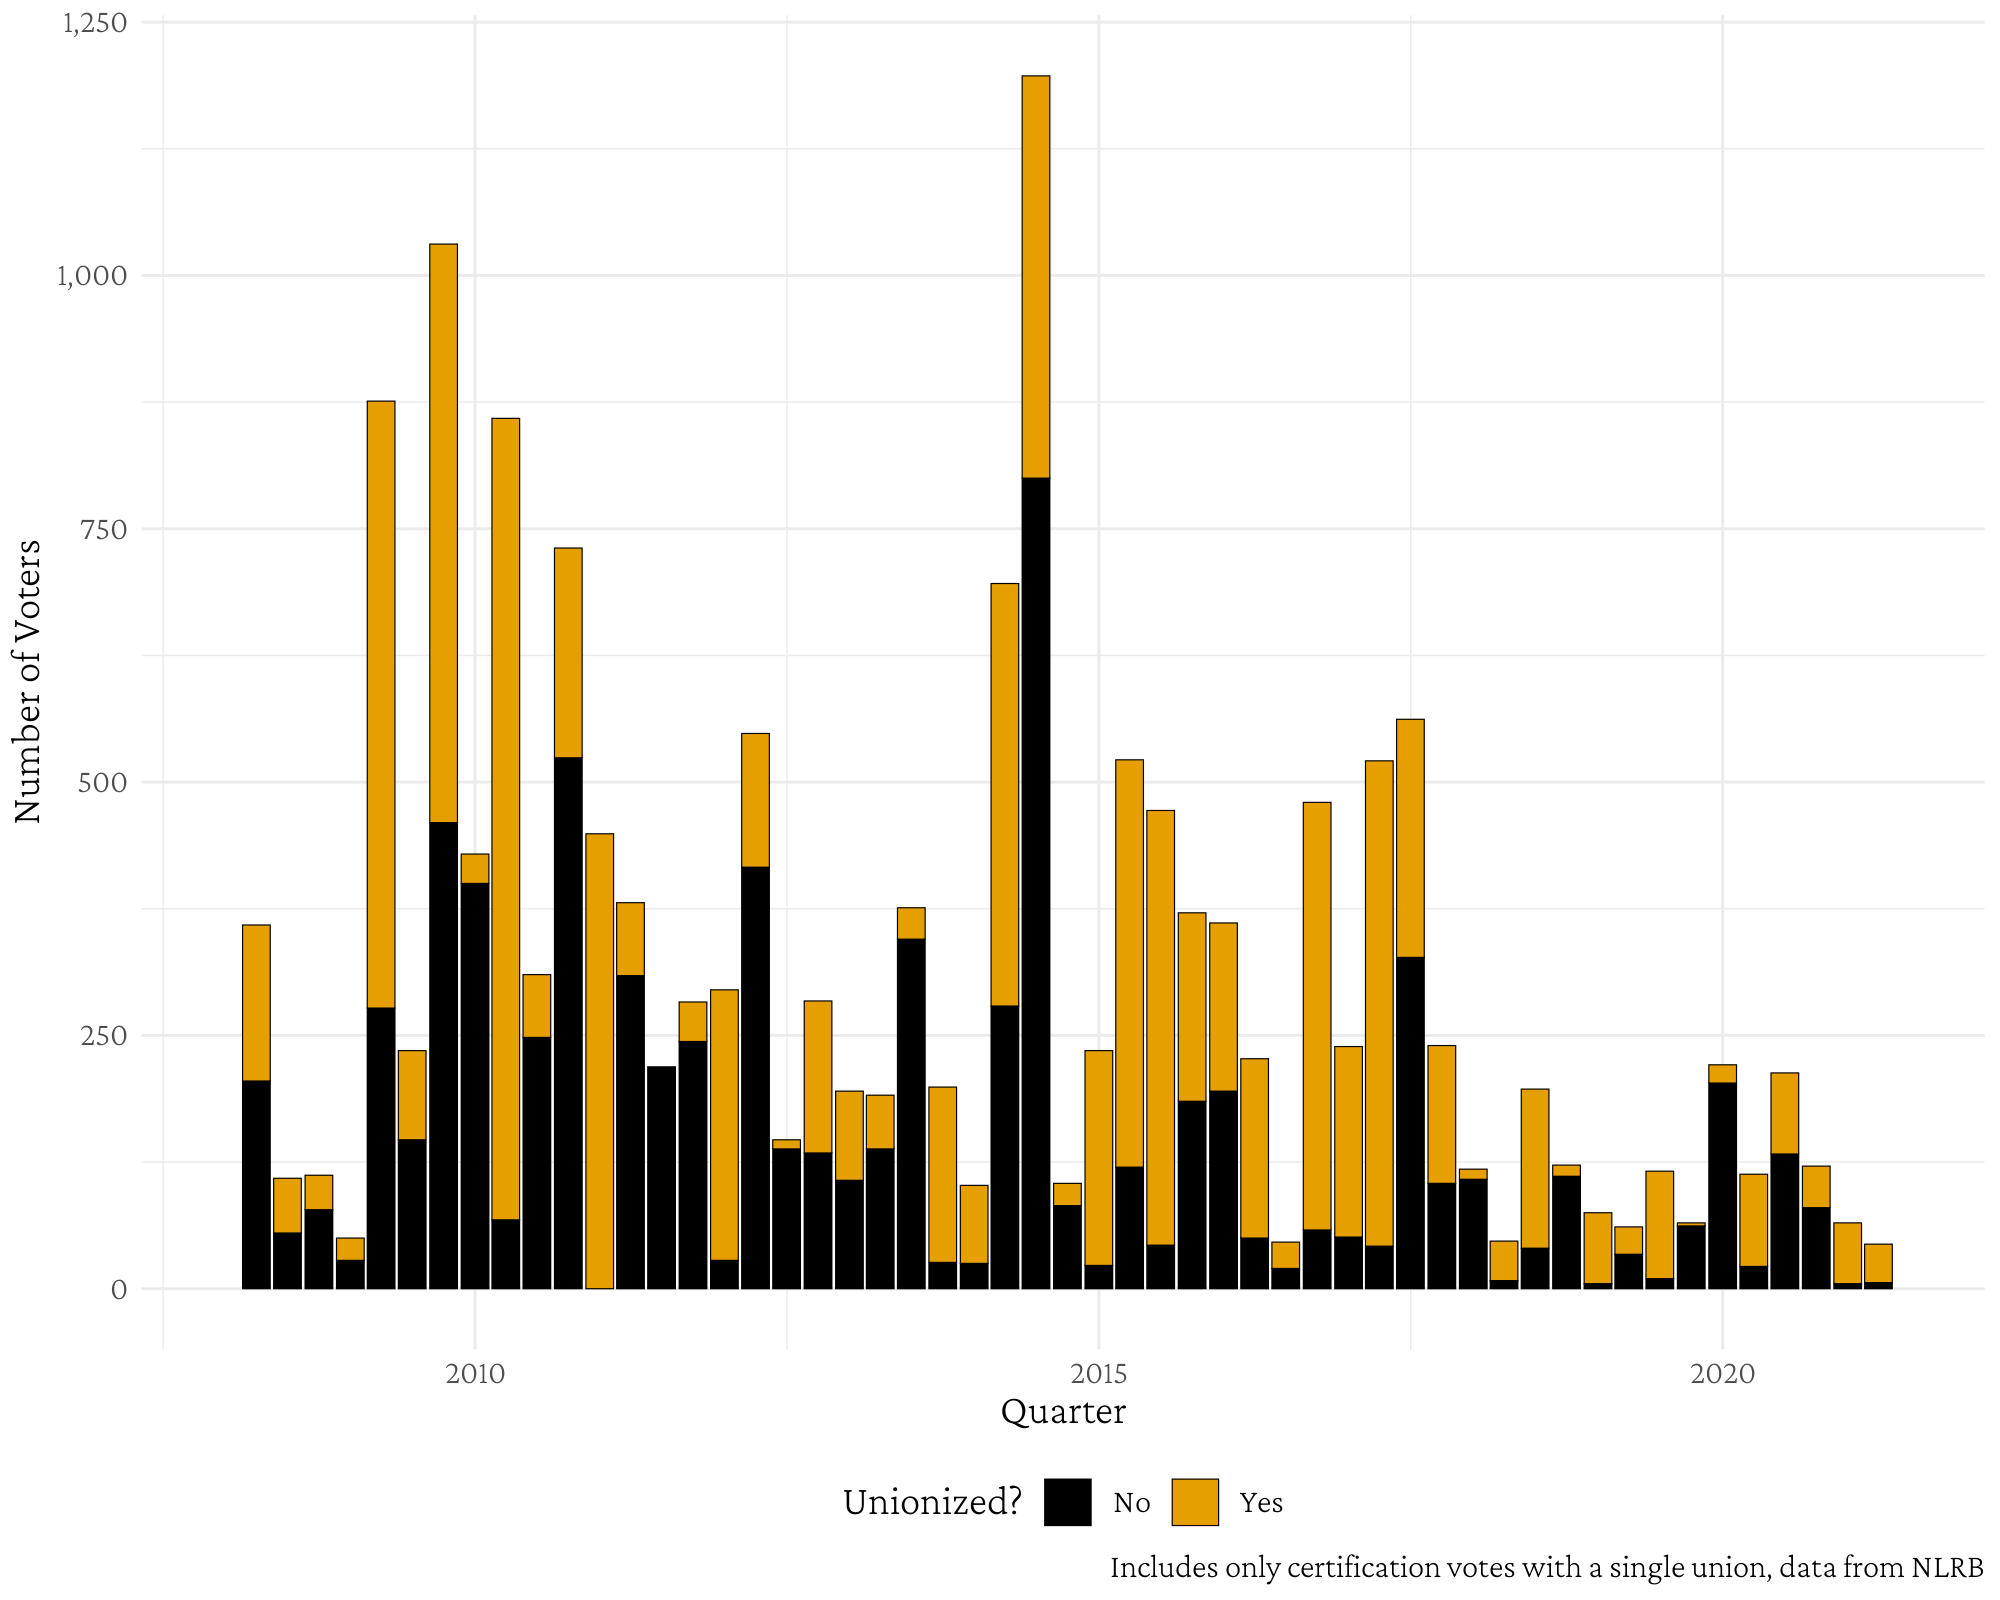 1,250
1,000
750
500
250
0
Number of Voters
2010 2015 2020
Quarter
Unionized? No Yes
Includes only certification votes with a single union, data from NLRB